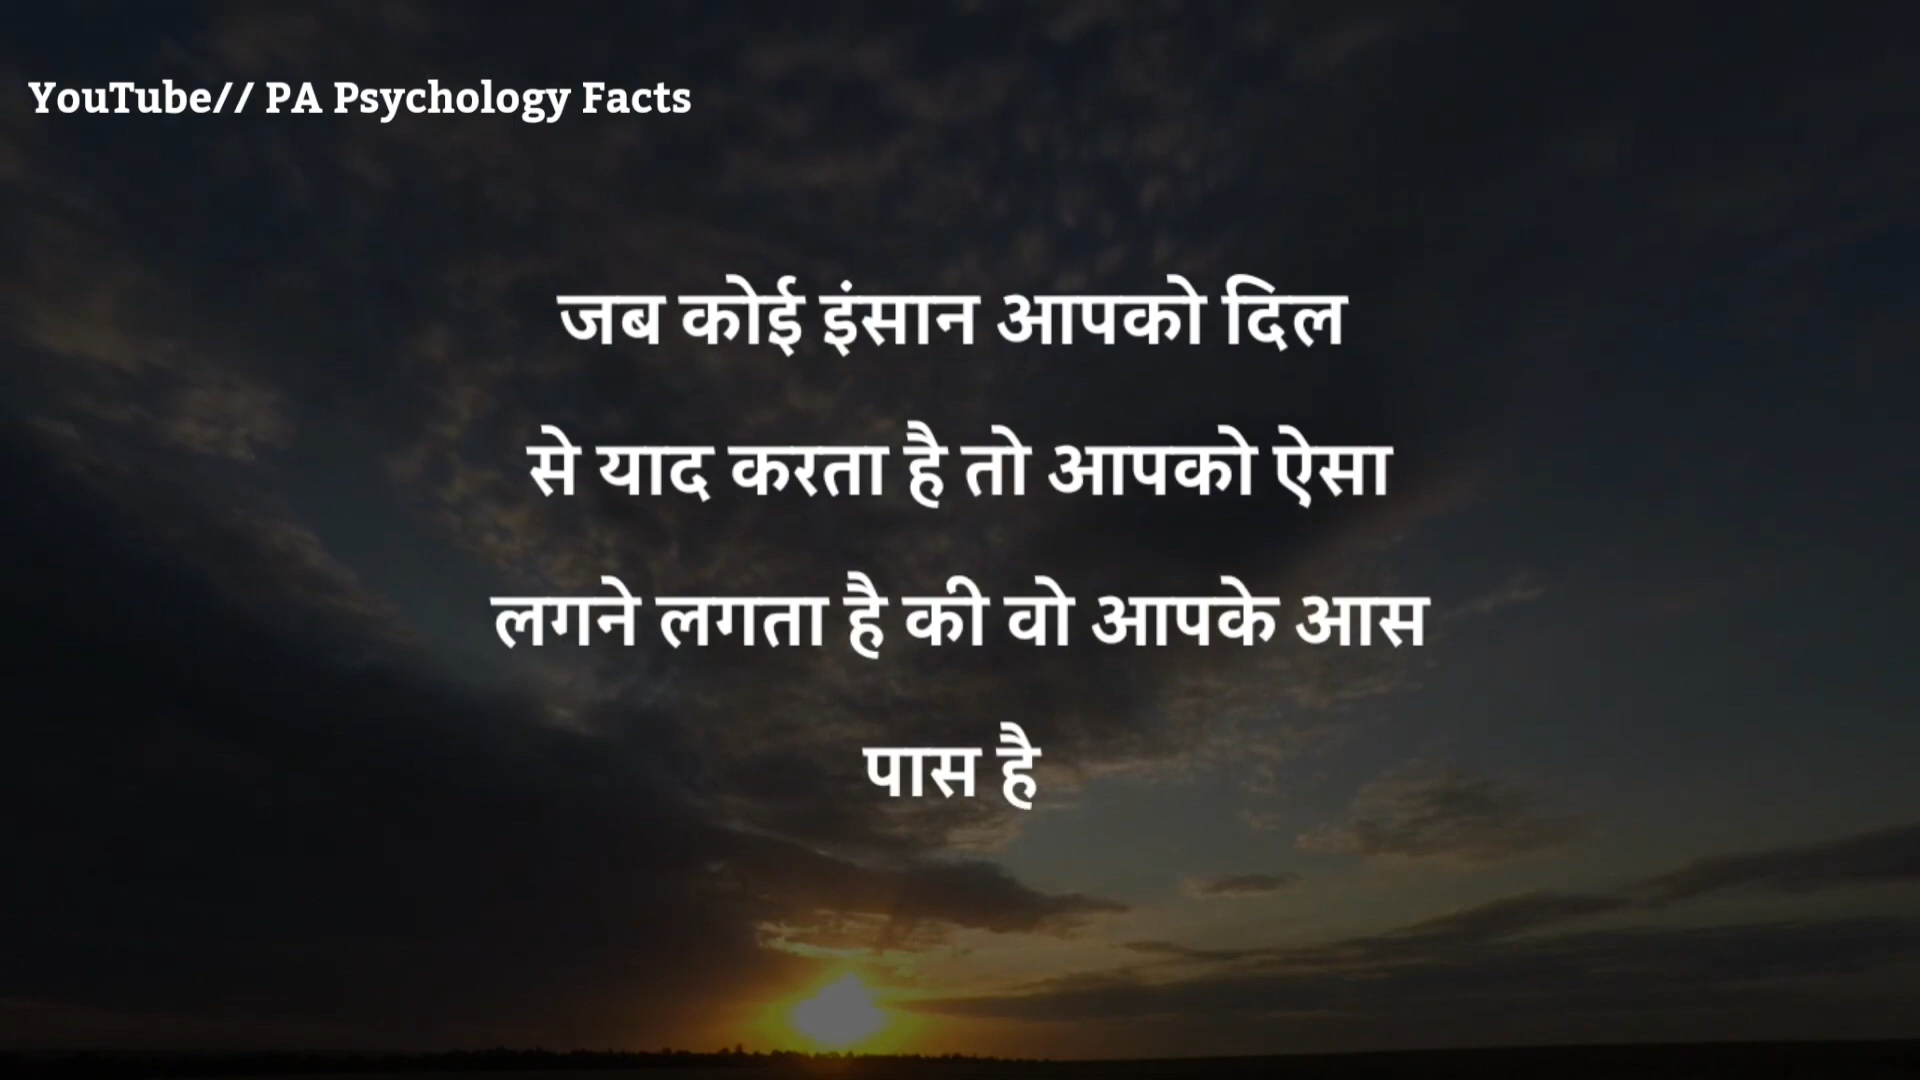 YouTube// PA Psychology Facts
जब कोई इंसान आपको दिल
से याद करता है तो आपको ऐसा
लगने लगता है की वो आपके आस
पास है